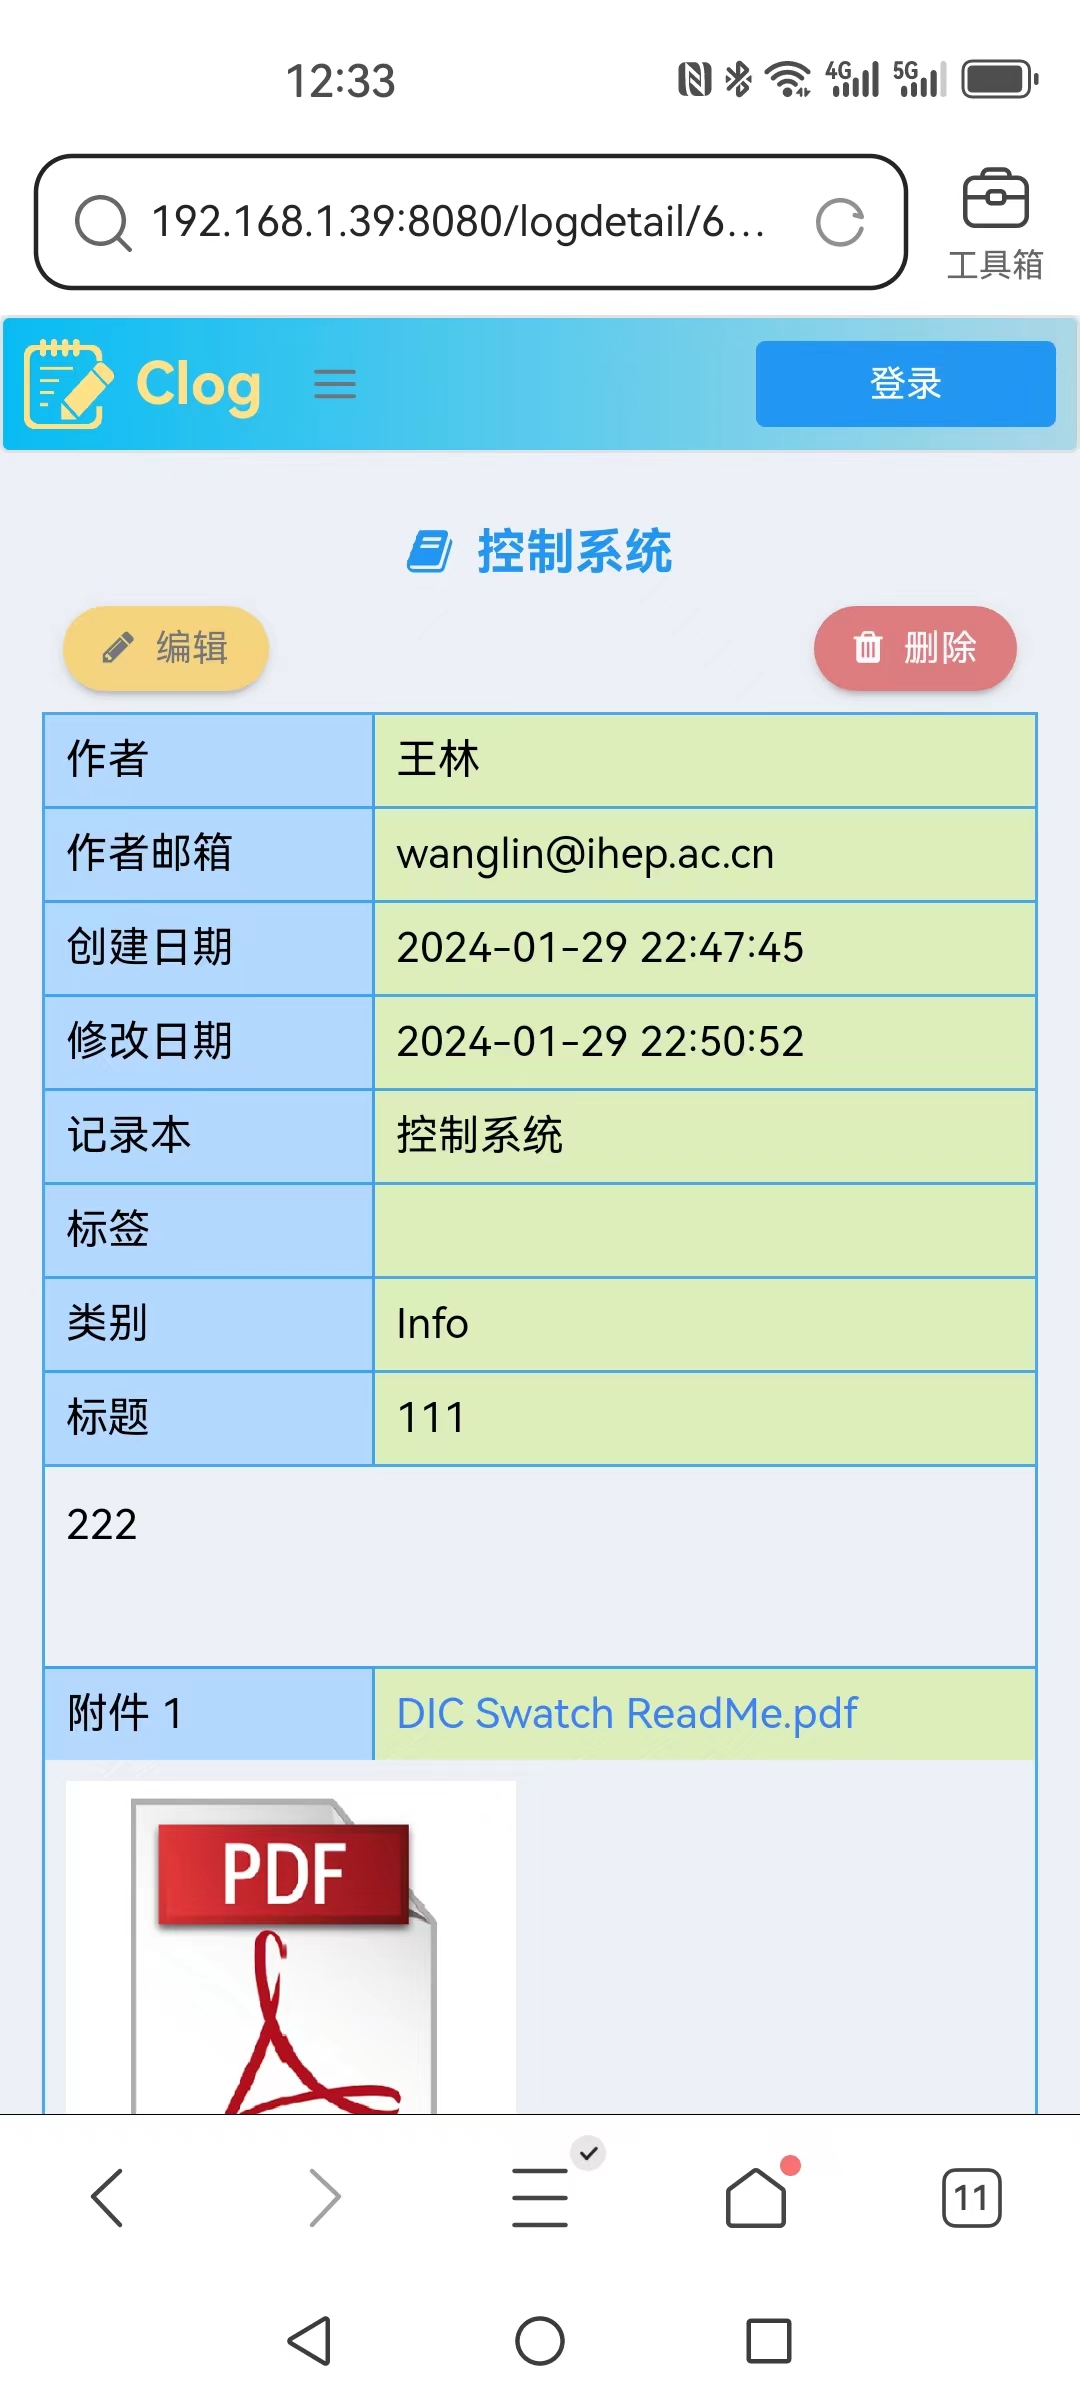 12:33
4G 5G
192.168.1.39:8080/logdetail/6...
工具箱
Clog
登录
控制系统
编辑
删除
作者 王林
作者邮箱 wanglin@ihep.ac.cn
创建日期 2024-01-29 22:47:45
修改日期 2024-01-29 22:50:52
记录本 控制系统
标签
类别 Info
标题 111
222
附件 1 DIC Swatch ReadMe.pdf
PDF
11